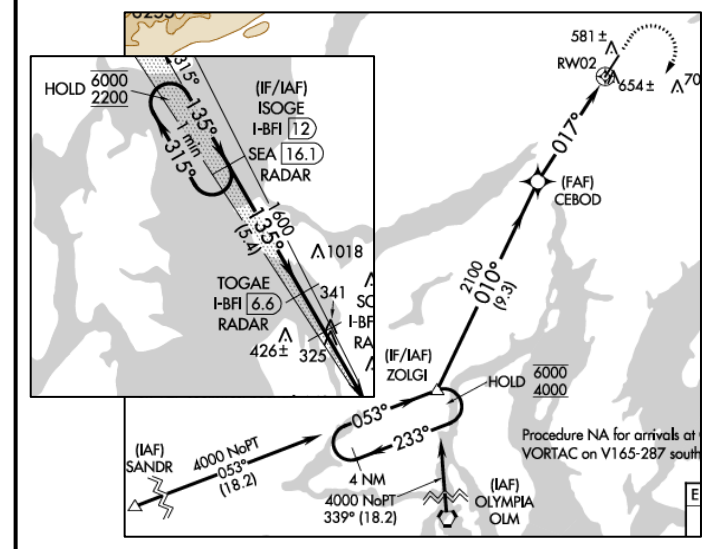 581±
RW02
654±
70
HOLD 6000
2200
315°
135°
1 min
315°
(IF/IAF)
ISOGE
I-BFI 12
SEA 16.1
RADAR
1600
135°
(5.4)
1018
TOGAE
I-BFI 6.6
RADAR
341
426±
325
I-BF
017°
(FAF)
CEBOD
2100
010°
(9.3)
(IF/IAF)
ZOLGI
HOLD 6000
4000
053°
233°
4 NM
(IAF)
SANDR
4000 NoPT
053°
(18.2)
4000 NoPT
339° (18.2)
(IAF)
OLYMPIA
OLM
Procedure NA for arrivals at
VORTAC on V165-287 south
E